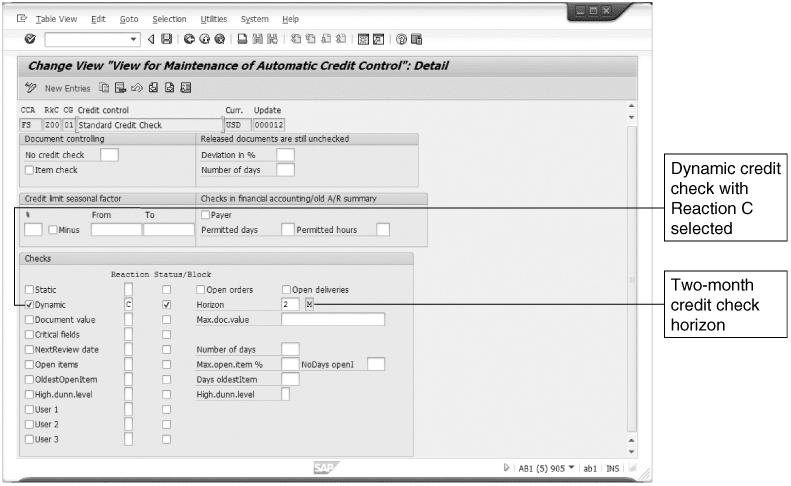 Table View Edit Goto Selection Utilities System Help
Change View "View for Maintenance of Automatic Credit Control": Detail
New Entries
CCA RkC CG Credit control Curr. Update
FS Z00 01 Standard Credit Check USD 000012
Document controlling
No credit check
Item check
Released documents are still unchecked
Deviation in %
Number of days
Credit limit seasonal factor
% From To
Minus
Checks in financial accounting/old A/R summary
Payer
Permitted days Permitted hours
Checks
Reaction Status/Block
Static Open orders Open deliveries
Dynamic C Horizon 2 M
Document value Max.doc.value
Critical fields
NextReview date Number of days
Open items Max.open.item % NoDays openI
OldestOpenItem Days oldestItem
High.dunn.level High.dunn.level
User 1
User 2
User 3
SAP
AB1 (5) 905 ab1 INS
Dynamic credit
check with
Reaction C
selected
Two-month
credit check
horizon